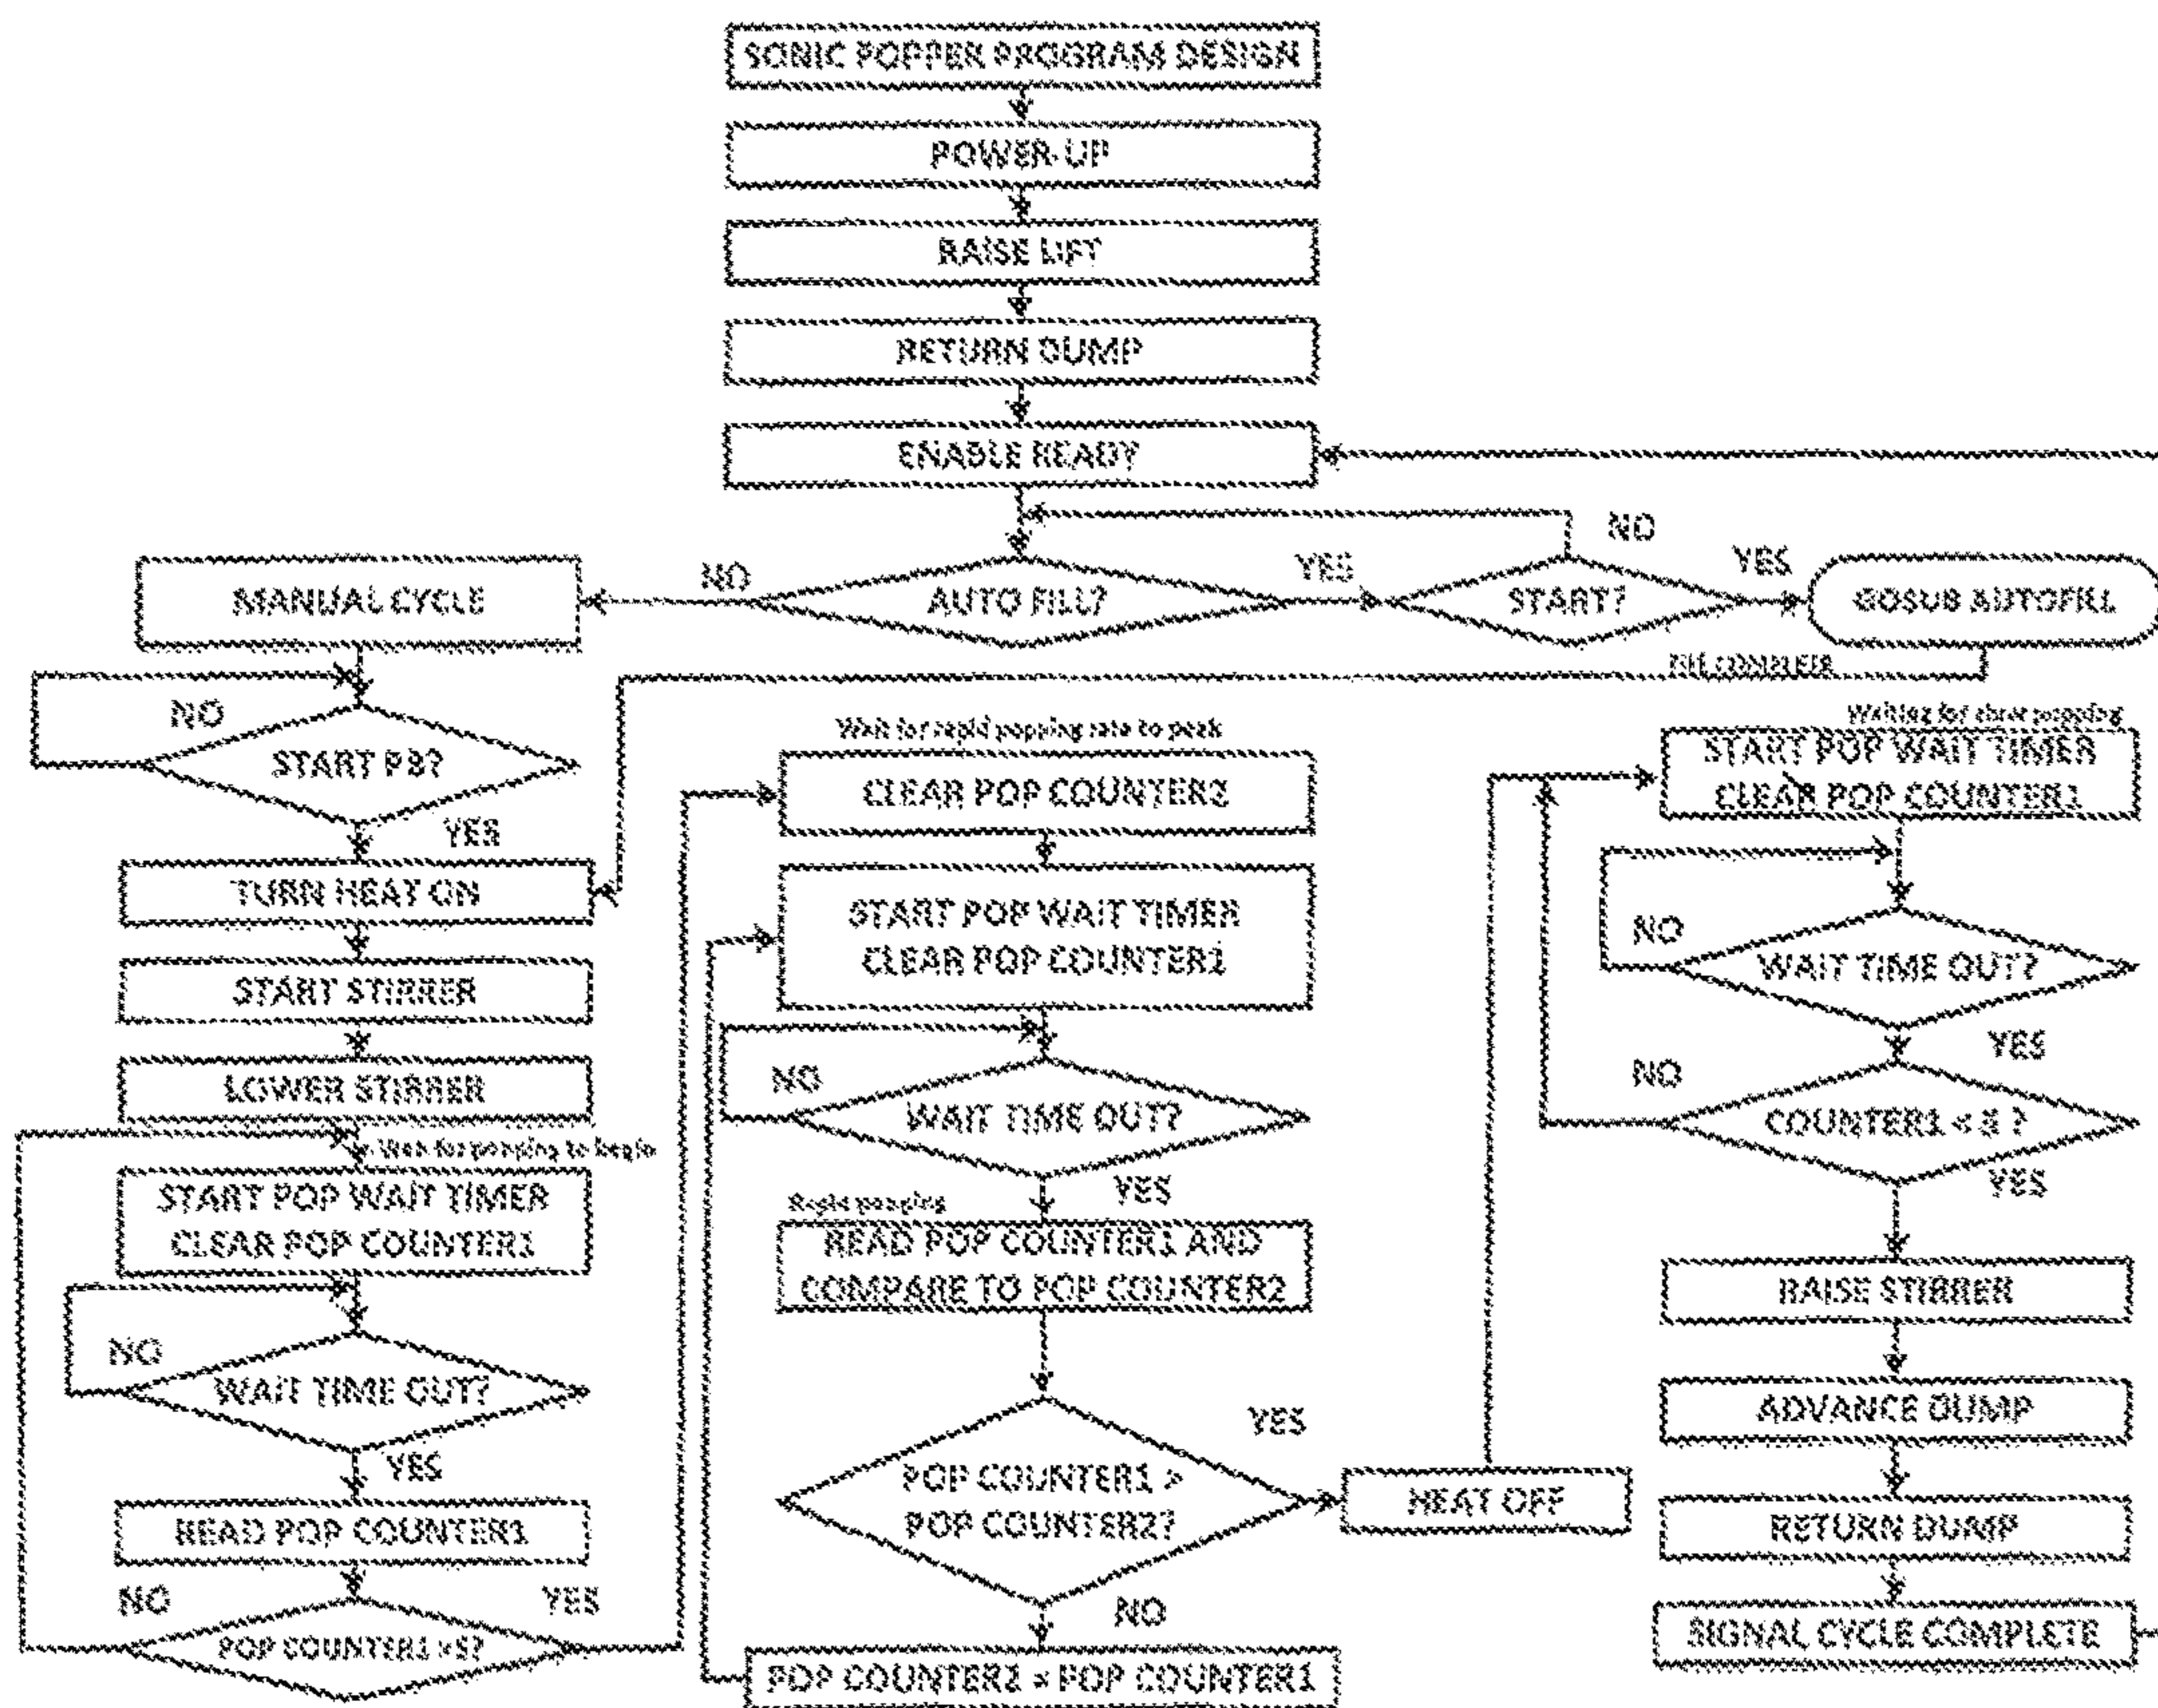 SONIC POPPER PROGRAM DESIGN
POWER-UP
RAISE LIFT
RETURN DUMP
ENABLE READY
AUTO FILL?
NO
YES
START?
NO
YES
GOSUB AUTOFILL
FILL COMPLETE
MANUAL CYCLE
START PB?
NO
YES
TURN HEAT ON
START STIRRER
LOWER STIRRER
Wait for popping to begin
START POP WAIT TIMER
CLEAR POP COUNTER1
NO
WAIT TIME OUT?
YES
READ POP COUNTER1
NO
YES
POP COUNTER1 >5?
Wait for rapid popping rate to peak
CLEAR POP COUNTER2
START POP WAIT TIMER
CLEAR POP COUNTER1
NO
WAIT TIME OUT?
YES
Rapid popping
READ POP COUNTER1 AND
COMPARE TO POP COUNTER2
YES
POP COUNTER1 >
POP COUNTER2?
NO
POP COUNTER2 = POP COUNTER1
HEAT OFF
Waiting for slow popping
START POP WAIT TIMER
CLEAR POP COUNTER1
NO
WAIT TIME OUT?
YES
NO
COUNTER1 <
YES
RAISE STIRRER
ADVANCE DUMP
RETURN DUMP
SIGNAL CYCLE COMPLETE